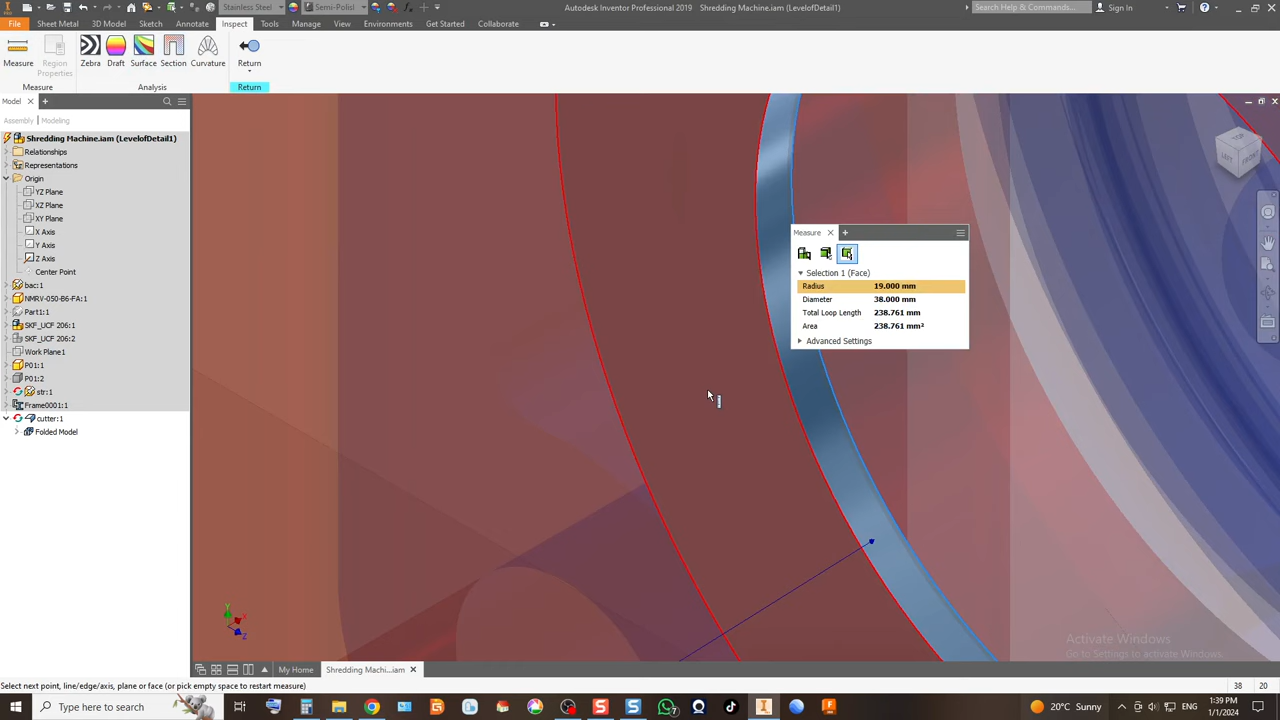 Stainless Steel
Semi-Polisl
Autodesk Inventor Professional 2019   Shredding Machine.iam (LevelofDetail1)
Search Help & Commands...
Sign In
File
Sheet Metal
3D Model
Sketch
Annotate
Inspect
Tools
Manage
View
Environments
Get Started
Collaborate
Measure
Region Properties
Zebra
Draft
Surface
Section
Curvature
Return
Measure
Analysis
Return
Model
Assembly
Modeling
Shredding Machine.iam (LevelofDetail1)
Relationships
Representations
Origin
YZ Plane
XZ Plane
XY Plane
X Axis
Y Axis
Z Axis
Center Point
bac:1
NMRV-050-B6-FA:1
Part1:1
SKF_UCF 206:1
SKF_UCF 206:2
Work Plane1
P01:1
P01:2
str:1
Frame0001:1
cutter:1
Folded Model
TOP
LEFT
FRONT
Measure
Selection 1 (Face)
Radius 19.000 mm
Diameter 38.000 mm
Total Loop Length 238.761 mm
Area 238.761 mm²
Advanced Settings
Y
X
Z
Activate Windows
Go to Settings to activate Windows.
My Home
Shredding Machi...iam
Select next point, line/edge/axis, plane or face (or pick empty space to restart measure)
38
20
Type here to search
20°C Sunny
ENG
1:39 PM
1/1/2024